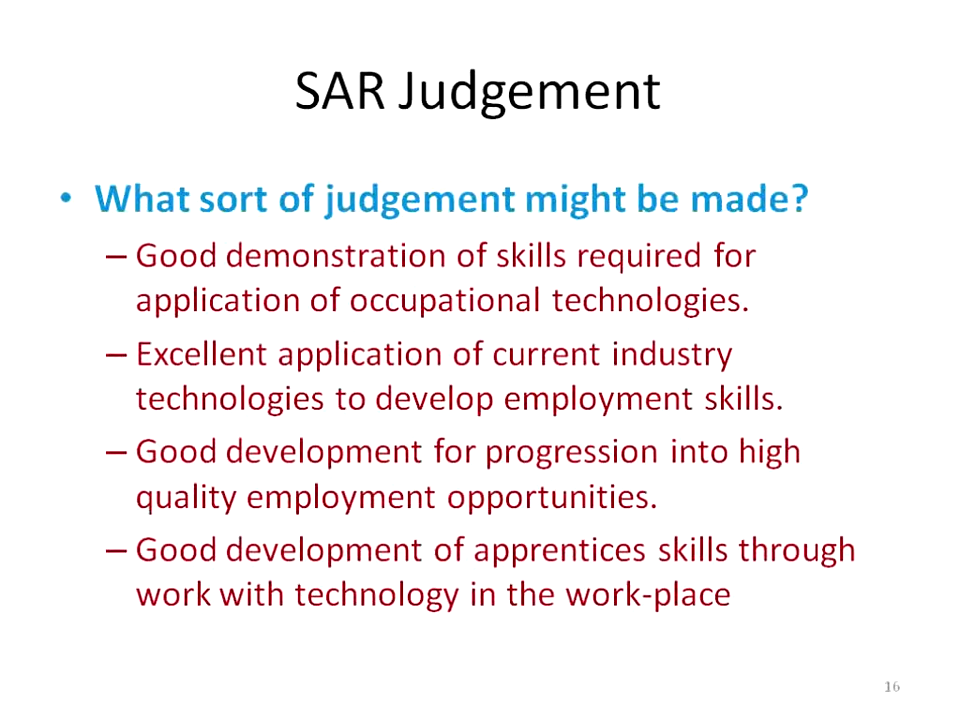 SAR Judgement
• What sort of judgement might be made?
– Good demonstration of skills required for
application of occupational technologies.
– Excellent application of current industry
technologies to develop employment skills.
– Good development for progression into high
quality employment opportunities.
– Good development of apprentices skills through
work with technology in the work-place
16